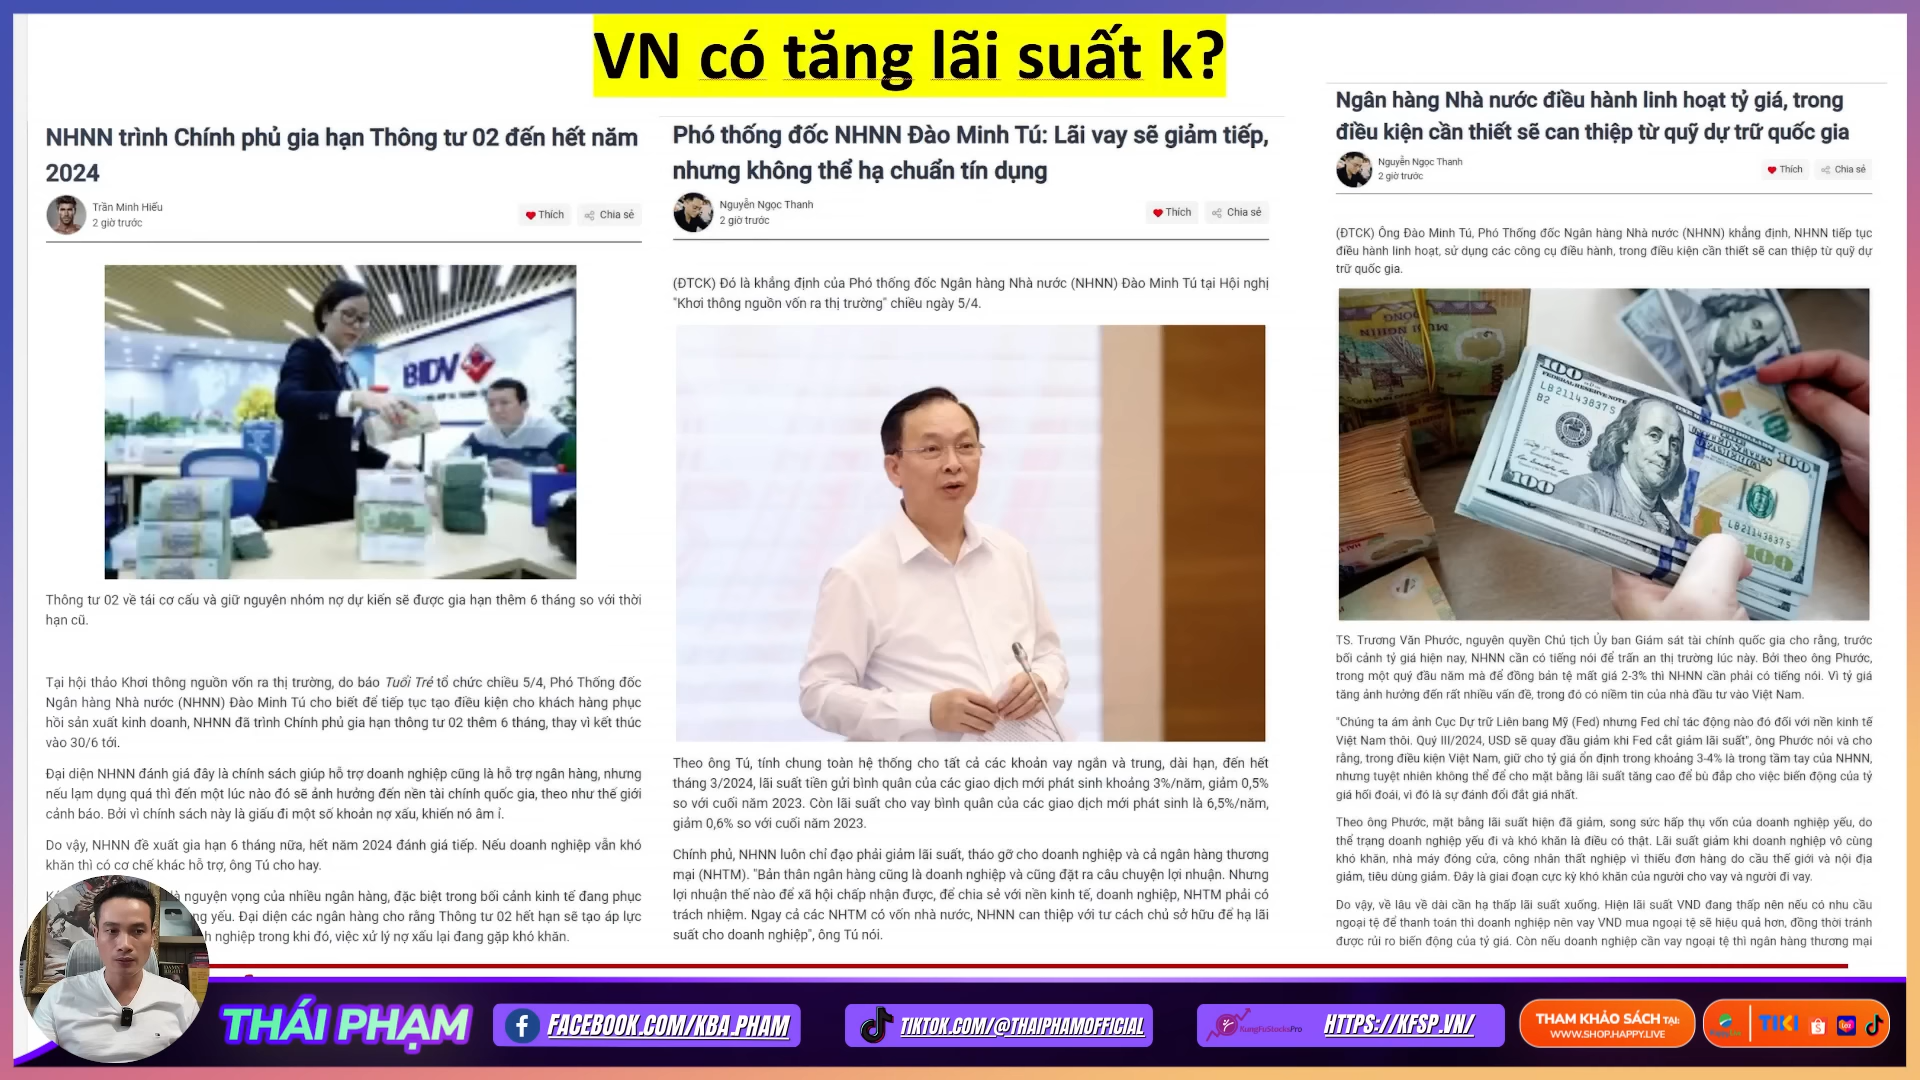 VN có tăng lãi suất k?
NHNN trình Chính phủ gia hạn Thông tư 02 đến hết năm
2024
Trần Minh Hiếu
2 giờ trước
Thích
Chia sẻ
BIDV
Thông tư 02 về tái cơ cấu và giữ nguyên nhóm nợ dự kiến sẽ được gia hạn thêm 6 tháng so với thời
hạn cũ.
Tại hội thảo Khơi thông nguồn vốn ra thị trường, do báo Tuổi Trẻ tổ chức chiều 5/4, Phó Thống đốc
Ngân hàng Nhà nước (NHNN) Đào Minh Tú cho biết để tiếp tục tạo điều kiện cho khách hàng phục
hồi sản xuất kinh doanh, NHNN đã trình Chính phủ gia hạn thông tư 02 thêm 6 tháng, thay vì kết thúc
vào 30/6 tới.
Đại diện NHNN đánh giá đây là chính sách giúp hỗ trợ doanh nghiệp cũng là hỗ trợ ngân hàng, nhưng
nếu lạm dụng quá thì đến một lúc nào đó sẽ ảnh hưởng đến nền tài chính quốc gia, theo như thế giới
cảnh báo. Bởi vì chính sách này là giấu đi một số khoản nợ xấu, khiến nó âm ỉ.
Do vậy, NHNN đề xuất gia hạn 6 tháng nữa, hết năm 2024 đánh giá tiếp. Nếu doanh nghiệp vẫn khó
khăn thì có cơ chế khác hỗ trợ, ông Tú cho hay.
là nguyện vọng của nhiều ngân hàng, đặc biệt trong bối cảnh kinh tế đang phục
yếu. Đại diện các ngân hàng cho rằng Thông tư 02 hết hạn sẽ tạo áp lực
nghiệp trong khi đó, việc xử lý nợ xấu lại đang gặp khó khăn.
Phó thống đốc NHNN Đào Minh Tú: Lãi vay sẽ giảm tiếp,
nhưng không thể hạ chuẩn tín dụng
Nguyễn Ngọc Thanh
2 giờ trước
Thích
Chia sẻ
(ĐTCK) Đó là khẳng định của Phó thống đốc Ngân hàng Nhà nước (NHNN) Đào Minh Tú tại Hội nghị
"Khơi thông nguồn vốn ra thị trường" chiều ngày 5/4.
Theo ông Tú, tính chung toàn hệ thống cho tất cả các khoản vay ngắn và trung, dài hạn, đến hết
tháng 3/2024, lãi suất tiền gửi bình quân của các giao dịch mới phát sinh khoảng 3%/năm, giảm 0,5%
so với cuối năm 2023. Còn lãi suất cho vay bình quân của các giao dịch mới phát sinh là 6,5%/năm,
giảm 0,6% so với cuối năm 2023.
Chính phủ, NHNN luôn chỉ đạo phải giảm lãi suất, tháo gỡ cho doanh nghiệp và cả ngân hàng thương
mại (NHTM). "Bản thân ngân hàng cũng là doanh nghiệp và cũng đặt ra câu chuyện lợi nhuận. Nhưng
lợi nhuận thế nào để xã hội chấp nhận được, để chia sẻ với nền kinh tế, doanh nghiệp, NHTM phải có
trách nhiệm. Ngay cả các NHTM có vốn nhà nước, NHNN can thiệp với tư cách chủ sở hữu để hạ lãi
suất cho doanh nghiệp", ông Tú nói.
Ngân hàng Nhà nước điều hành linh hoạt tỷ giá, trong
điều kiện cần thiết sẽ can thiệp từ quỹ dự trữ quốc gia
Nguyễn Ngọc Thanh
2 giờ trước
Thích
Chia sẻ
(ĐTCK) Ông Đào Minh Tú, Phó Thống đốc Ngân hàng Nhà nước (NHNN) khẳng định, NHNN tiếp tục
điều hành linh hoạt, sử dụng các công cụ điều hành, trong điều kiện cần thiết sẽ can thiệp từ quỹ dự
trữ quốc gia.
TS. Trương Văn Phước, nguyên quyền Chủ tịch Ủy ban Giám sát tài chính quốc gia cho rằng, trước
bối cảnh tỷ giá hiện nay, NHNN cần có tiếng nói để trấn an thị trường lúc này. Bởi theo ông Phước,
trong một quý đầu năm mà để đồng bản tệ mất giá 2-3% thì NHNN cần phải có tiếng nói. Vì tỷ giá
tăng ảnh hưởng đến rất nhiều vấn đề, trong đó có niềm tin của nhà đầu tư vào Việt Nam.
"Chúng ta ám ảnh Cục Dự trữ Liên bang Mỹ (Fed) nhưng Fed chỉ tác động nào đó đối với nền kinh tế
Việt Nam thôi. Quý III/2024, USD sẽ quay đầu giảm khi Fed cắt giảm lãi suất", ông Phước nói và cho
rằng, trong điều kiện Việt Nam, giữ cho tỷ giá ổn định trong khoảng 3-4% là trong tầm tay của NHNN,
nhưng tuyệt nhiên không thể để cho mặt bằng lãi suất tăng cao để bù đắp cho việc biến động của tỷ
giá hối đoái, vì đó là sự đánh đổi đắt giá nhất.
Theo ông Phước, mặt bằng lãi suất hiện đã giảm, song sức hấp thụ vốn của doanh nghiệp yếu, do
thể trạng doanh nghiệp yếu đi và khó khăn là điều có thật. Lãi suất giảm khi doanh nghiệp vô cùng
khó khăn, nhà máy đóng cửa, công nhân thất nghiệp vì thiếu đơn hàng do cầu thế giới và nội địa
giảm, tiêu dùng giảm. Đây là giai đoạn cực kỳ khó khăn của người cho vay và người đi vay.
Do vậy, về lâu về dài cần hạ thấp lãi suất xuống. Hiện lãi suất VND đang thấp nên nếu có nhu cầu
ngoại tệ để thanh toán thì doanh nghiệp nên vay VND mua ngoại tệ sẽ hiệu quả hơn, đồng thời tránh
được rủi ro biến động của tỷ giá. Còn nếu doanh nghiệp cần vay ngoại tệ thì ngân hàng thương mại
THÁI PHẠM
FACEBOOK.COM/KBA.PHAM
TIKTOK.COM/@THAIPHAMOFFICIAL
KungFuStocksPro
HTTPS://KFSP.VN/
THAM KHẢO SÁCH TẠI:
WWW.SHOP.HAPPY.LIVE
TIKI